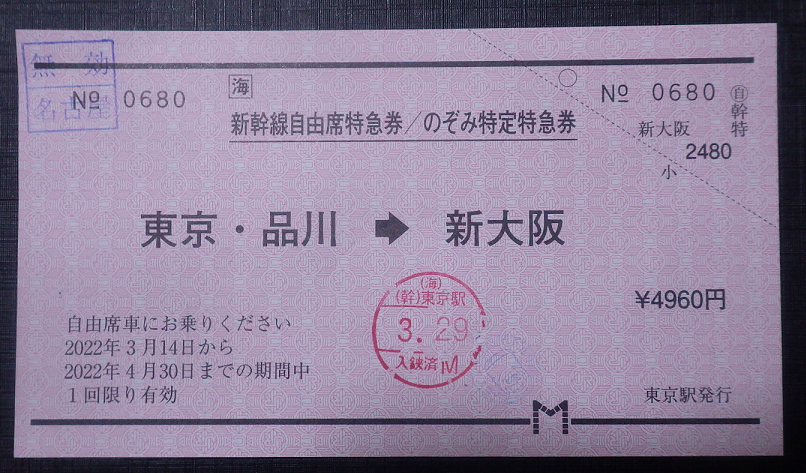 無効
名古屋
№ 0680
海
新幹線自由席特急券／のぞみ特定特急券
№ 0680
自
幹特
新大阪
2480
小
東京・品川 ➡ 新大阪
¥4960円
(海)
(幹)東京駅
3. 29
入鋏済 M
自由席車にお乗りください
2022年3月14日から
2022年4月30日までの期間中
1回限り有効
東京駅発行
M